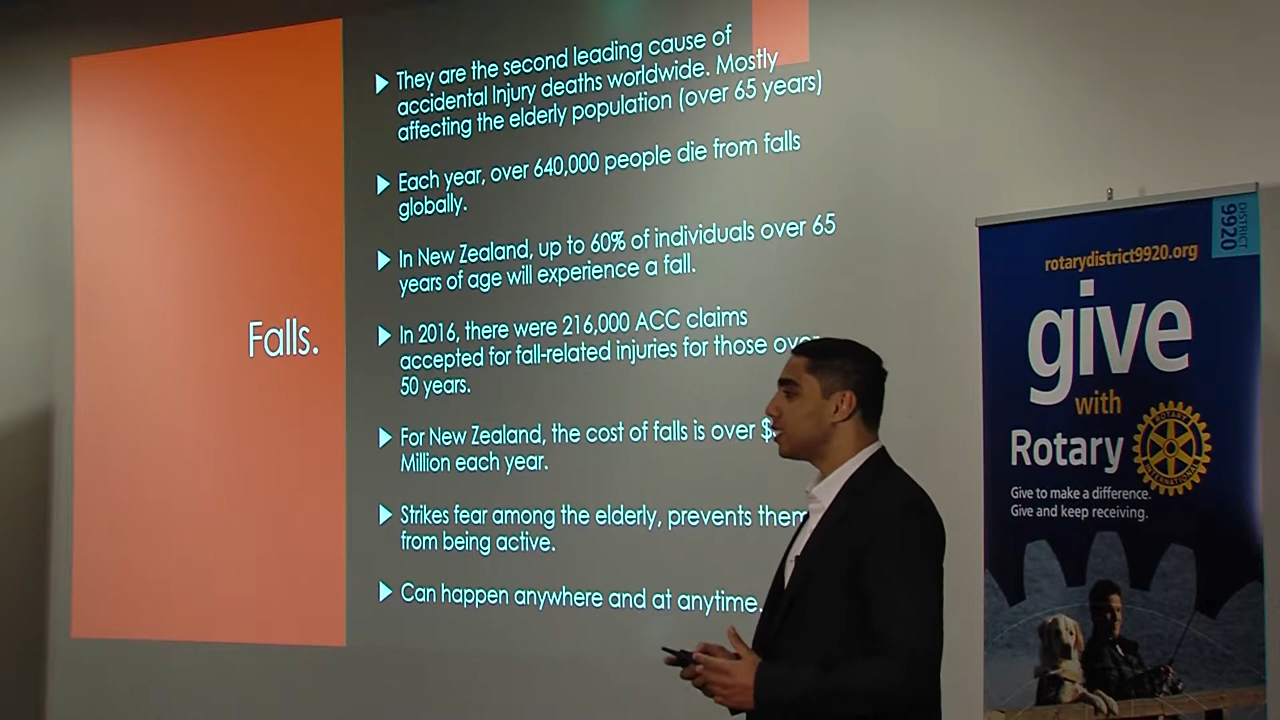 Falls.
They are the second leading cause of
accidental Injury deaths worldwide. Mostly
affecting the elderly population (over 65 years)
Each year, over 640,000 people die from falls
globally.
In New Zealand, up to 60% of individuals over 65
years of age will experience a fall.
In 2016, there were 216,000 ACC claims
accepted for fall-related injuries for those over
50 years.
For New Zealand, the cost of falls is over $
Million each year.
Strikes fear among the elderly, prevents them
from being active.
Can happen anywhere and at anytime.
DISTRICT
9920
rotarydistrict9920.org
give
with
Rotary
ROTARY
INTERNATIONAL
Give to make a difference.
Give and keep receiving.